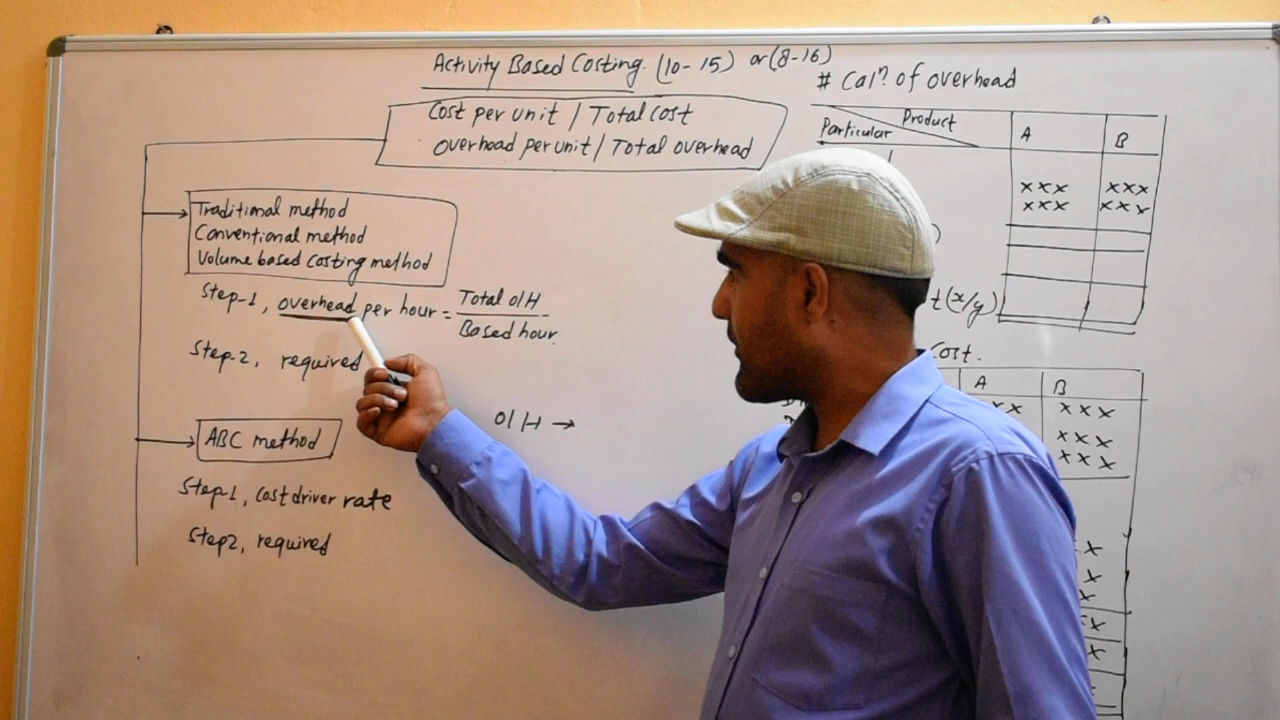 Activity Based Costing. (10-15) or (8-16)
Cost per unit / Total cost
overhead per unit / Total overhead
Traditional method
Conventional method
Volume based costing method
Step-1, overhead per hour = Total O/H
Based hour.
Step-2, required
O/H →
ABC method
Step-1, Cost driver rate
Step2, required
# Calⁿ. of overhead
Product
Particular
A B
××× ×××
××× ×××
t (x/y)
Cost.
A B
×× ×××
×××
×××
×
×
×
×
×